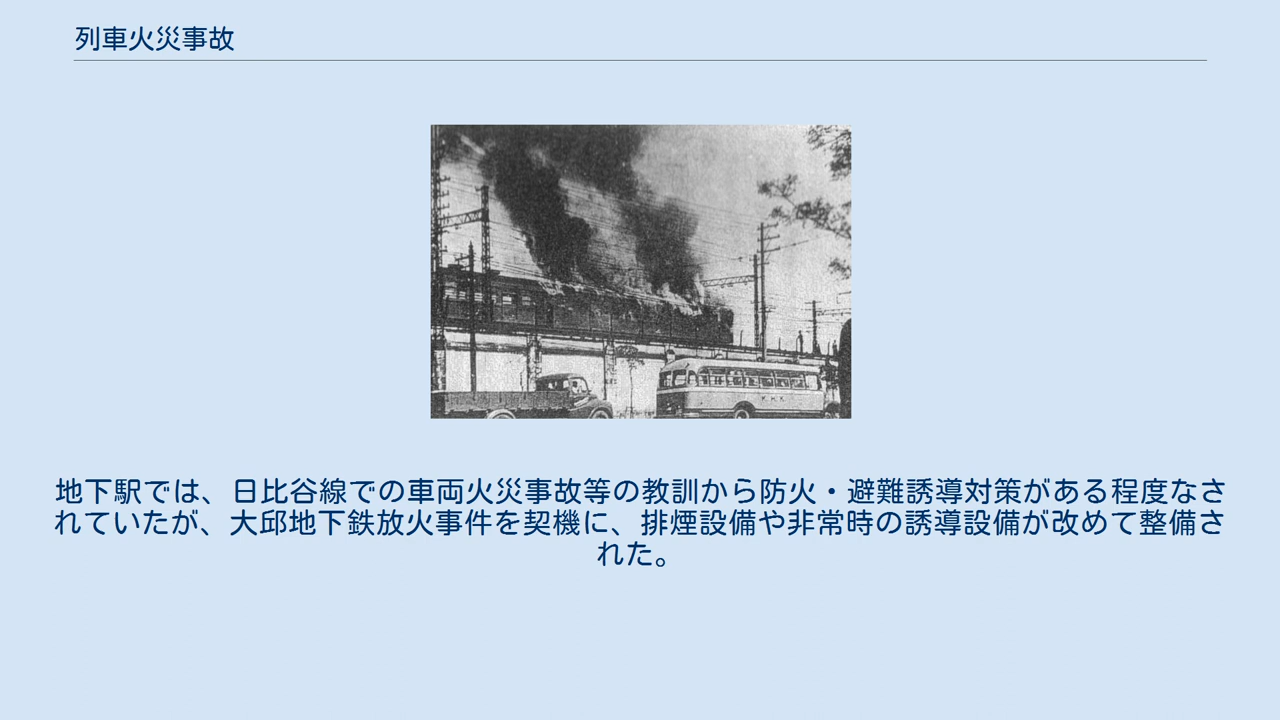 列車火災事故
地下駅では、日比谷線での車両火災事故等の教訓から防火・避難誘導対策がある程度なさ
れていたが、大邱地下鉄放火事件を契機に、排煙設備や非常時の誘導設備が改めて整備さ
れた。